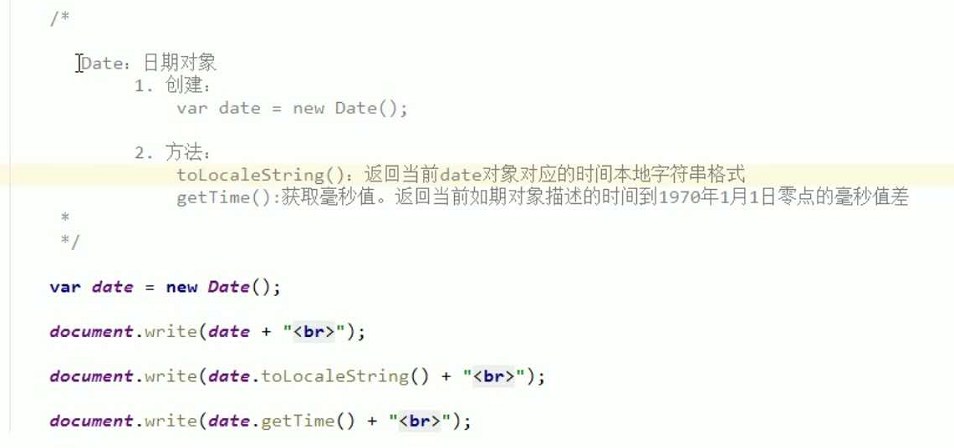 /*
Date：日期对象
1. 创建：
var date = new Date();
2. 方法：
toLocaleString()：返回当前date对象对应的时间本地字符串格式
getTime():获取毫秒值。返回当前如期对象描述的时间到1970年1月1日零点的毫秒值差
*
*/
var date = new Date();
document.write(date + "<br>");
document.write(date.toLocaleString() + "<br>");
document.write(date.getTime() + "<br>");